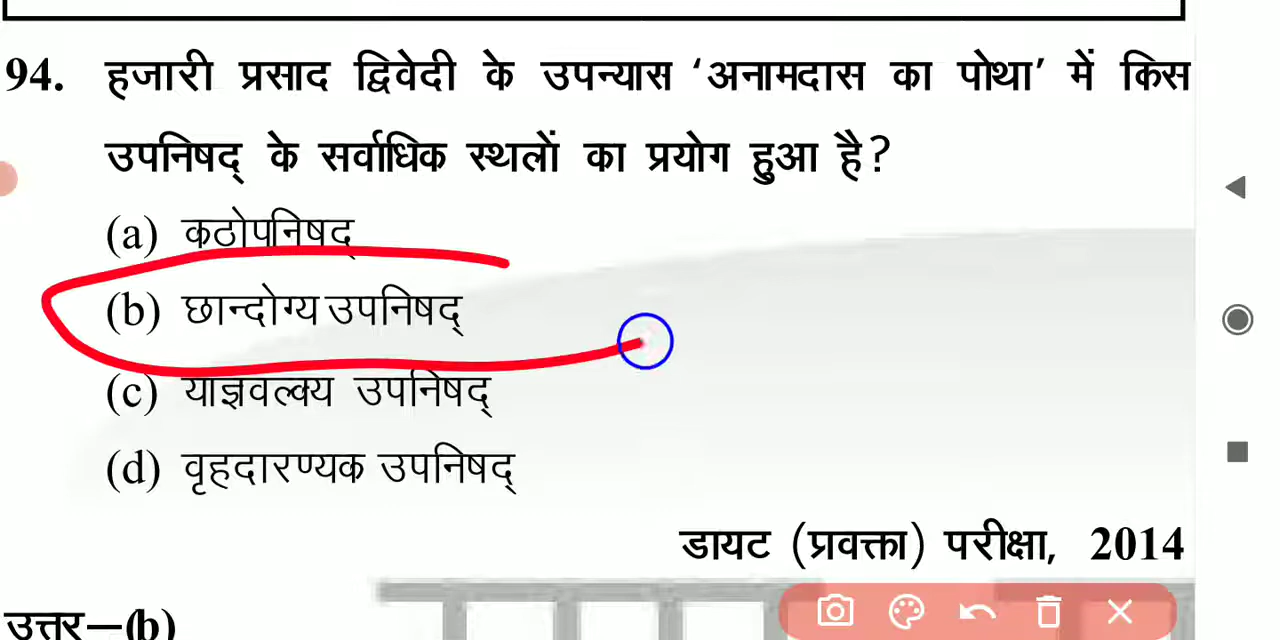 94. हजारी प्रसाद द्विवेदी के उपन्यास ‘अनामदास का पोथा’ में किस
उपनिषद् के सर्वाधिक स्थलों का प्रयोग हुआ है?
(a) कठोपनिषद्
(b) छान्दोग्य उपनिषद्
(c) याज्ञवल्क्य उपनिषद्
(d) वृहदारण्यक उपनिषद्
डायट (प्रवक्ता) परीक्षा, 2014
उत्तर—(b)